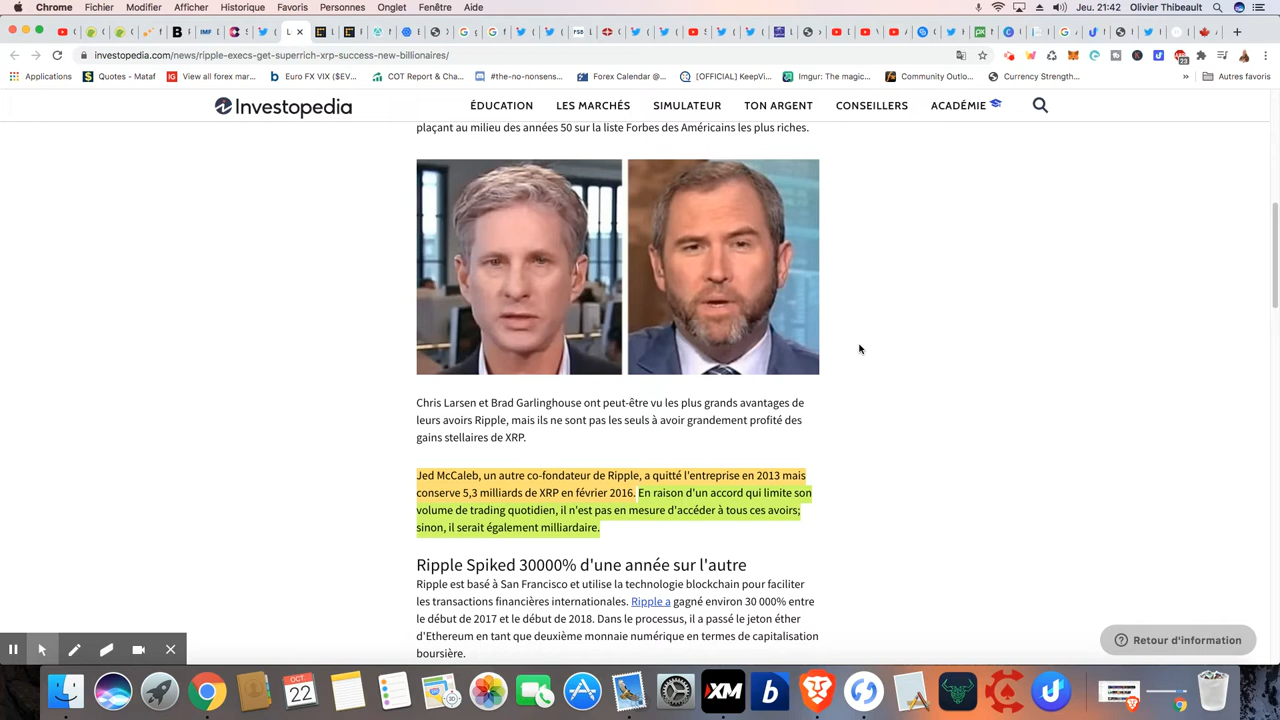 Chrome Fichier Modifier Afficher Historique Favoris Personnes Onglet Fenêtre Aide Jeu. 21:42 Olivier Thibeault
investopedia.com/news/ripple-execs-get-superrich-xrp-success-new-billionaires/
Applications Quotes - Mataf View all forex mar... Euro FX VIX ($EV... COT Report & Cha... #the-no-nonsens... Forex Calendar @... [OFFICIAL] KeepVi... Imgur: The magic... Community Outlo... Currency Strength... » Autres favoris
Investopedia ÉDUCATION LES MARCHÉS SIMULATEUR TON ARGENT CONSEILLERS ACADÉMIE
plaçant au milieu des années 50 sur la liste Forbes des Américains les plus riches.
Chris Larsen et Brad Garlinghouse ont peut-être vu les plus grands avantages de
leurs avoirs Ripple, mais ils ne sont pas les seuls à avoir grandement profité des
gains stellaires de XRP.
Jed McCaleb, un autre co-fondateur de Ripple, a quitté l'entreprise en 2013 mais
conserve 5,3 milliards de XRP en février 2016. En raison d'un accord qui limite son
volume de trading quotidien, il n'est pas en mesure d'accéder à tous ces avoirs;
sinon, il serait également milliardaire.
Ripple Spiked 30000% d'une année sur l'autre
Ripple est basé à San Francisco et utilise la technologie blockchain pour faciliter
les transactions financières internationales. Ripple a gagné environ 30 000% entre
le début de 2017 et le début de 2018. Dans le processus, il a passé le jeton éther
d'Ethereum en tant que deuxième monnaie numérique en termes de capitalisation
boursière.
Retour d'information
OCT
22
XM
b